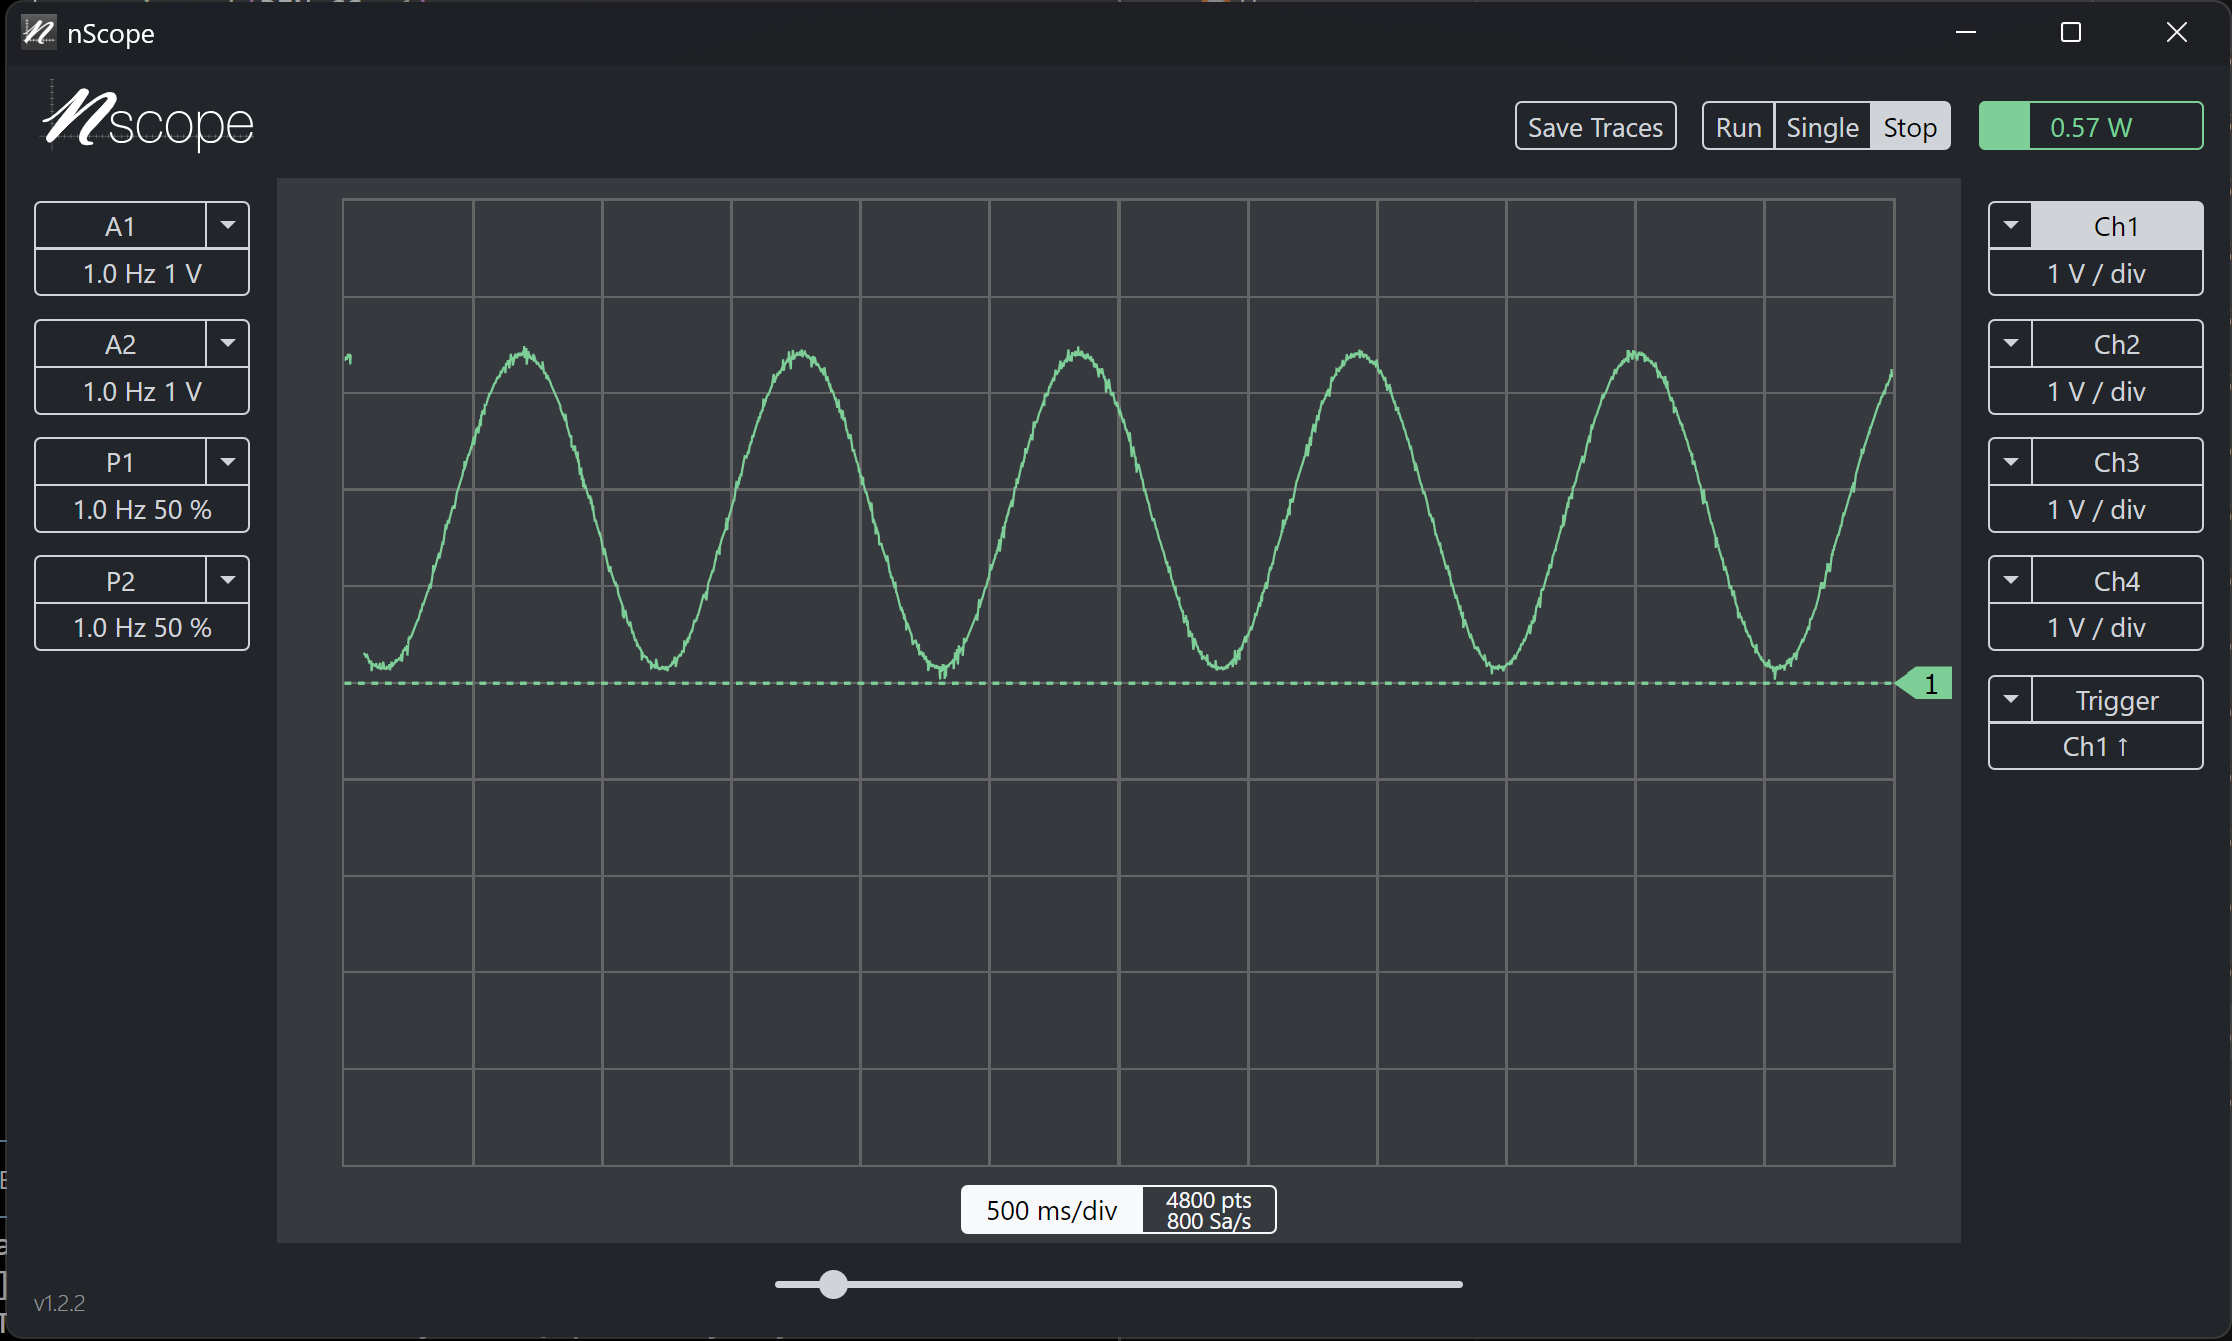 nScope
nscope
Save Traces
Run Single Stop
0.57 W
A1
1.0 Hz 1 V
A2
1.0 Hz 1 V
P1
1.0 Hz 50 %
P2
1.0 Hz 50 %
Ch1
1 V / div
Ch2
1 V / div
Ch3
1 V / div
Ch4
1 V / div
1
Trigger
Ch1 ↑
500 ms/div
4800 pts
800 Sa/s
v1.2.2